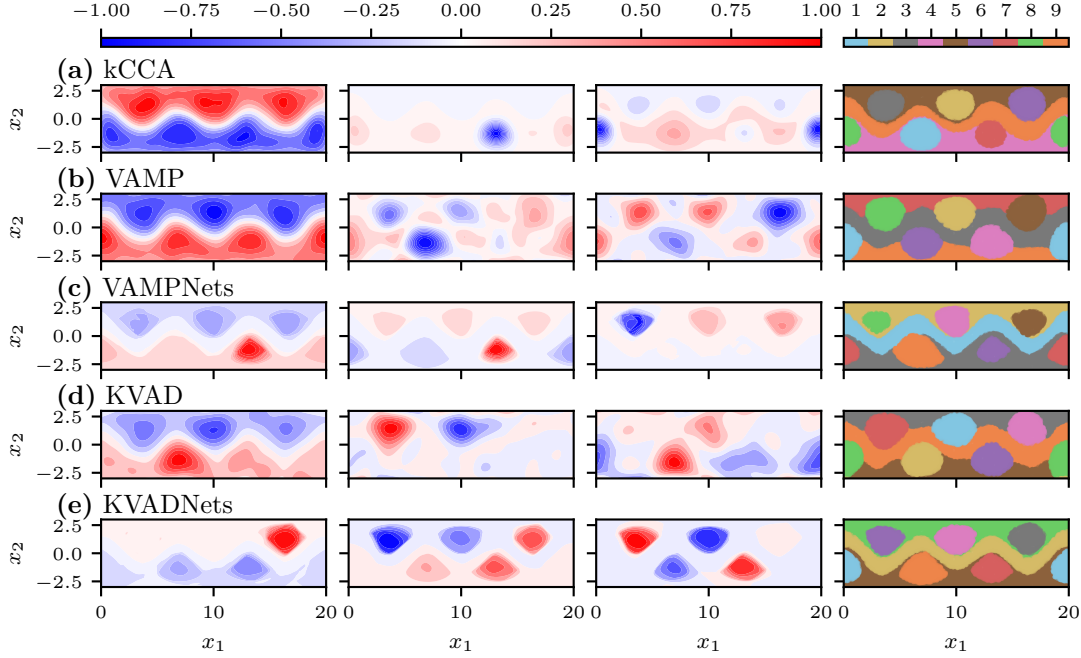 −1.00 −0.75 −0.50 −0.25 0.00 0.25 0.50 0.75 1.00 1 2 3 4 5 6 7 8 9
(a) kCCA
2.5
0.0
−2.5
x2
(b) VAMP
2.5
0.0
−2.5
x2
(c) VAMPNets
2.5
0.0
−2.5
x2
(d) KVAD
2.5
0.0
−2.5
x2
(e) KVADNets
2.5
0.0
−2.5
x2
0 10 20 0 10 20 0 10 20 0 10 20
x1 x1 x1 x1